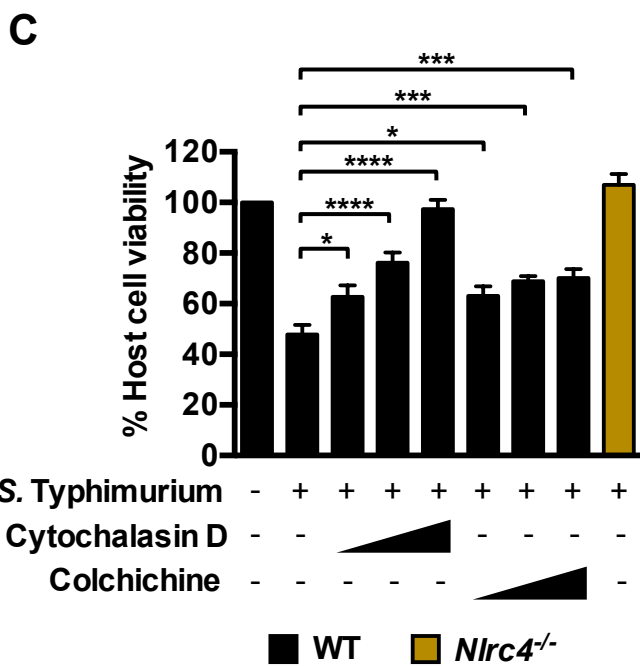 C
***
***
*
****
****
*
% Host cell viability
120
100
80
60
40
20
0
S. Typhimurium - + + + + + + + +
Cytochalasin D - - - - - -
Colchichine - - - - - -
WT Nlrc4-/-